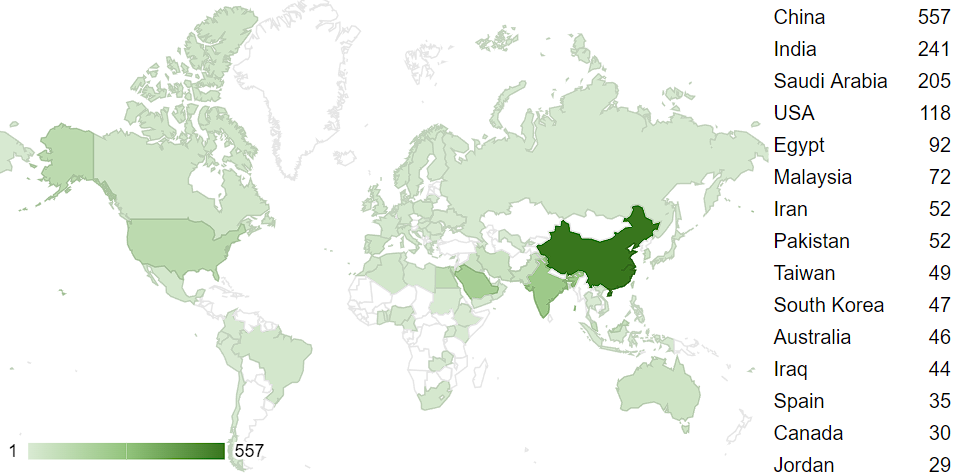 China 557
India 241
Saudi Arabia 205
USA 118
Egypt 92
Malaysia 72
Iran 52
Pakistan 52
Taiwan 49
South Korea 47
Australia 46
Iraq 44
Spain 35
Canada 30
Jordan 29
1 557